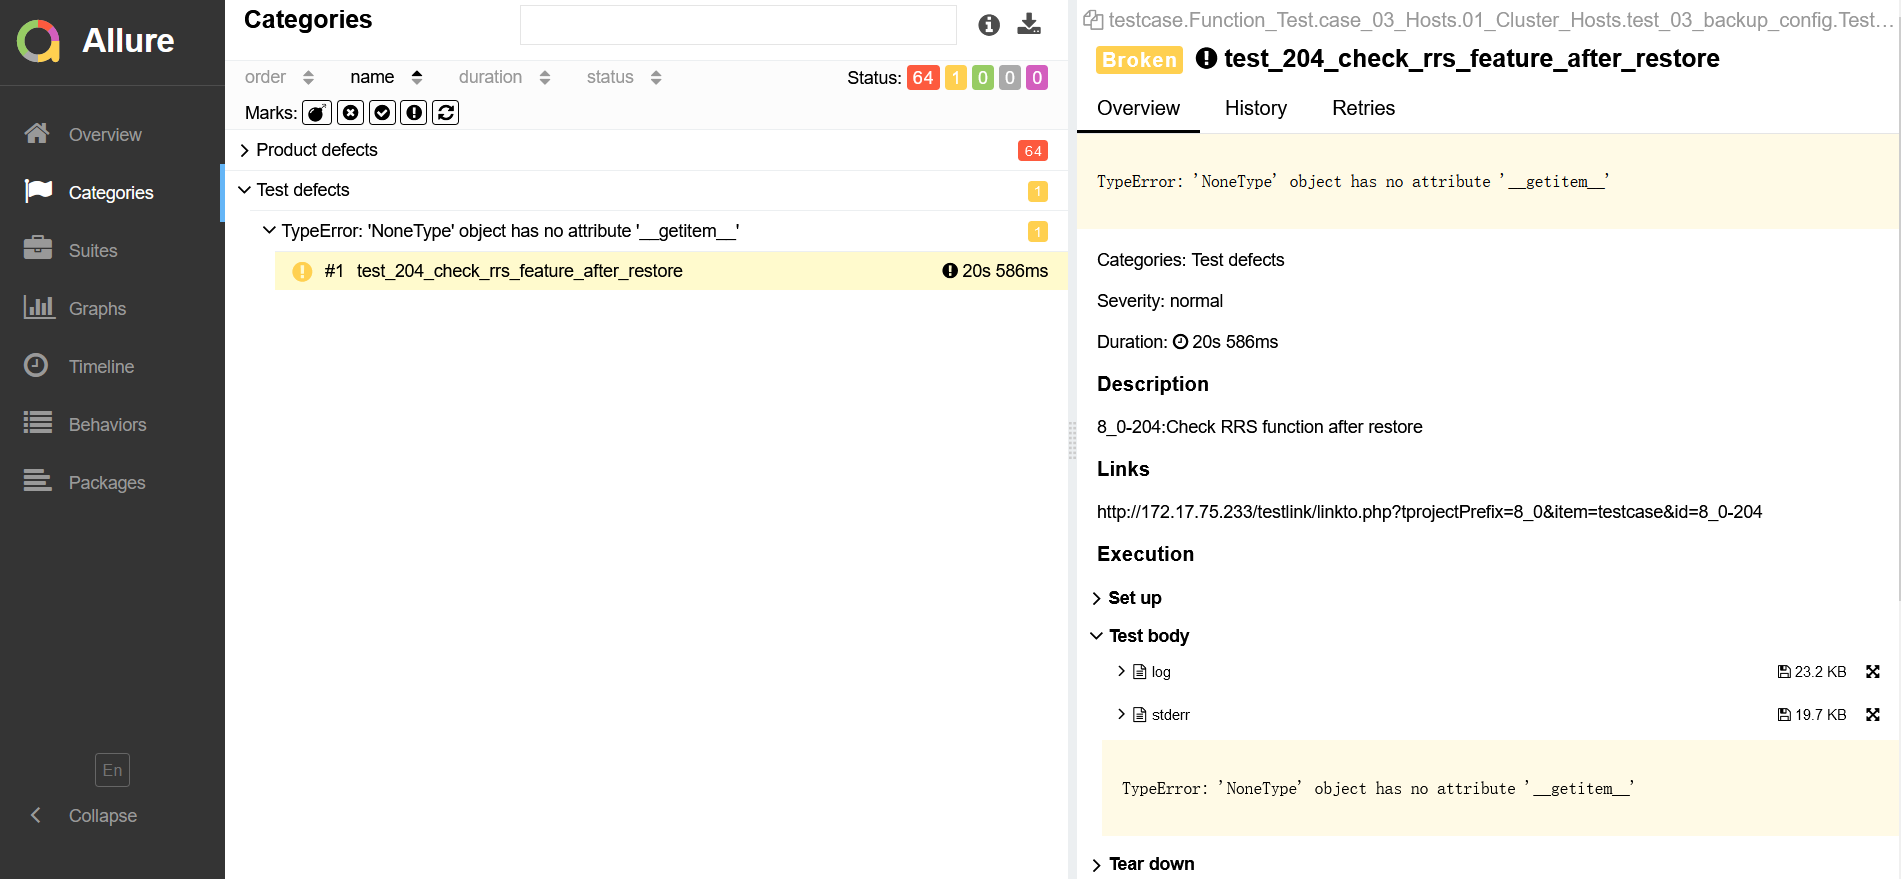 Allure
Overview
Categories
Suites
Graphs
Timeline
Behaviors
Packages
En
Collapse
Categories
order name duration status Status: 64 1 0 0 0
Marks:
Product defects 64
Test defects 1
TypeError: 'NoneType' object has no attribute '__getitem__' 1
#1 test_204_check_rrs_feature_after_restore 20s 586ms
testcase.Function_Test.case_03_Hosts.01_Cluster_Hosts.test_03_backup_config.Test...
Broken test_204_check_rrs_feature_after_restore
Overview History Retries
TypeError: 'NoneType' object has no attribute '__getitem__'
Categories: Test defects
Severity: normal
Duration: 20s 586ms
Description
8_0-204:Check RRS function after restore
Links
http://172.17.75.233/testlink/linkto.php?tprojectPrefix=8_0&item=testcase&id=8_0-204
Execution
Set up
Test body
log 23.2 KB
stderr 19.7 KB
TypeError: 'NoneType' object has no attribute '__getitem__'
Tear down